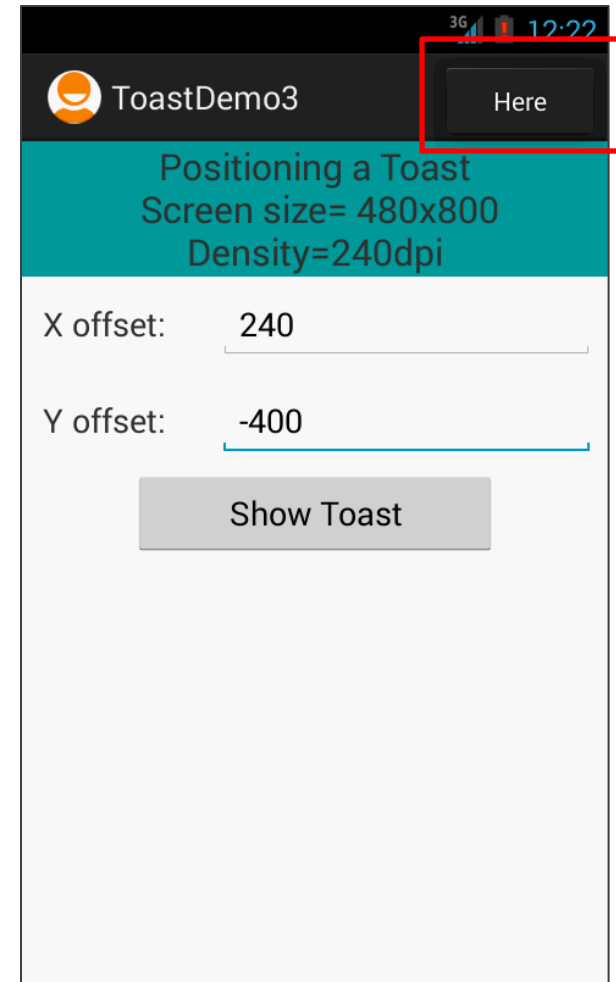 3G 12:22
ToastDemo3 Here
Positioning a Toast
Screen size= 480x800
Density=240dpi
X offset: 240
Y offset: -400
Show Toast